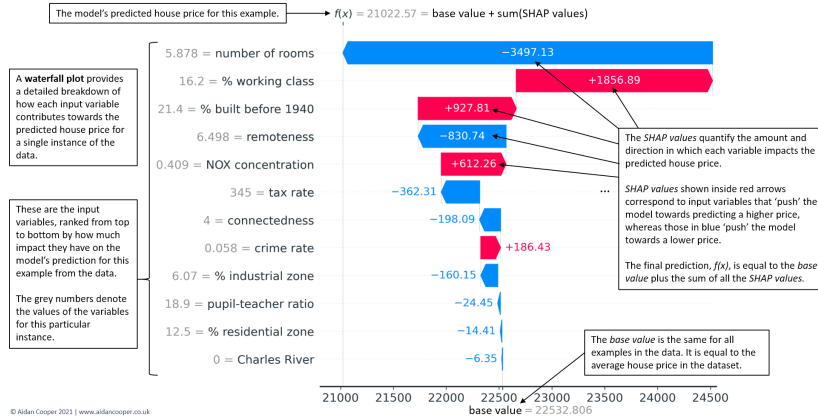 The model's predicted house price for this example.
f(x) = 21022.57 = base value + sum(SHAP values)
A waterfall plot provides
a detailed breakdown of
how each input variable
contributes towards the
predicted house price for
a single instance of the
data.
These are the input
variables, ranked from top
to bottom by how much
impact they have on the
model's prediction for this
example from the data.
The grey numbers denote
the values of the variables
for this particular
instance.
5.878 = number of rooms
−3497.13
16.2 = % working class
+1856.89
21.4 = % built before 1940
+927.81
6.498 = remoteness
−830.74
0.409 = NOX concentration
+612.26
345 = tax rate
−362.31
4 = connectedness
−198.09
0.058 = crime rate
+186.43
6.07 = % industrial zone
−160.15
18.9 = pupil-teacher ratio
−24.45
12.5 = % residential zone
−14.41
0 = Charles River
−6.35
...
The SHAP values quantify the amount and
direction in which each variable impacts the
predicted house price.
SHAP values shown inside red arrows
correspond to input variables that 'push' the
model towards predicting a higher price,
whereas those in blue 'push' the model
towards a lower price.
The final prediction, f(x), is equal to the base
value plus the sum of all the SHAP values.
The base value is the same for all
examples in the data. It is equal to the
average house price in the dataset.
21000 21500 22000 22500 23000 23500 24000 24500
base value = 22532.806
© Aidan Cooper 2021 | www.aidancooper.co.uk